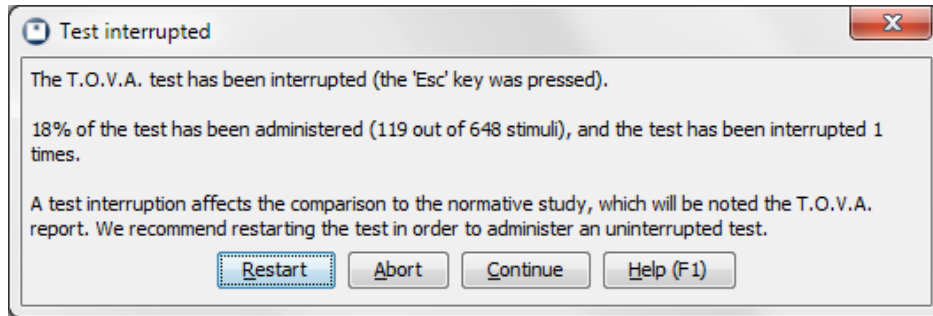 Test interrupted
The T.O.V.A. test has been interrupted (the 'Esc' key was pressed).
18% of the test has been administered (119 out of 648 stimuli), and the test has been interrupted 1
times.
A test interruption affects the comparison to the normative study, which will be noted the T.O.V.A.
report. We recommend restarting the test in order to administer an uninterrupted test.
Restart Abort Continue Help (F1)